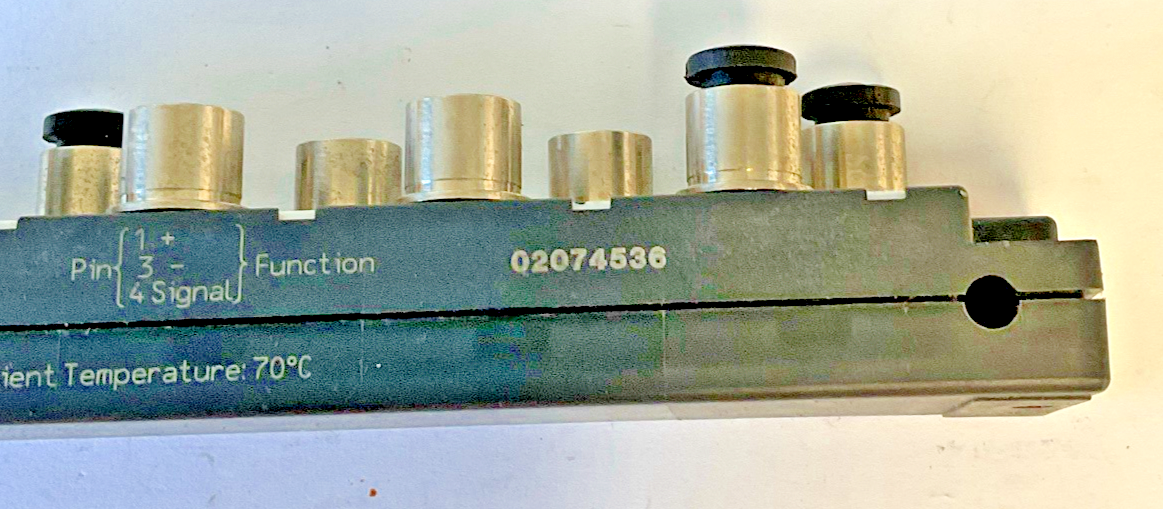 1 +
Pin{ 3 - } Function
4 Signal
02074536
ient Temperature: 70°C